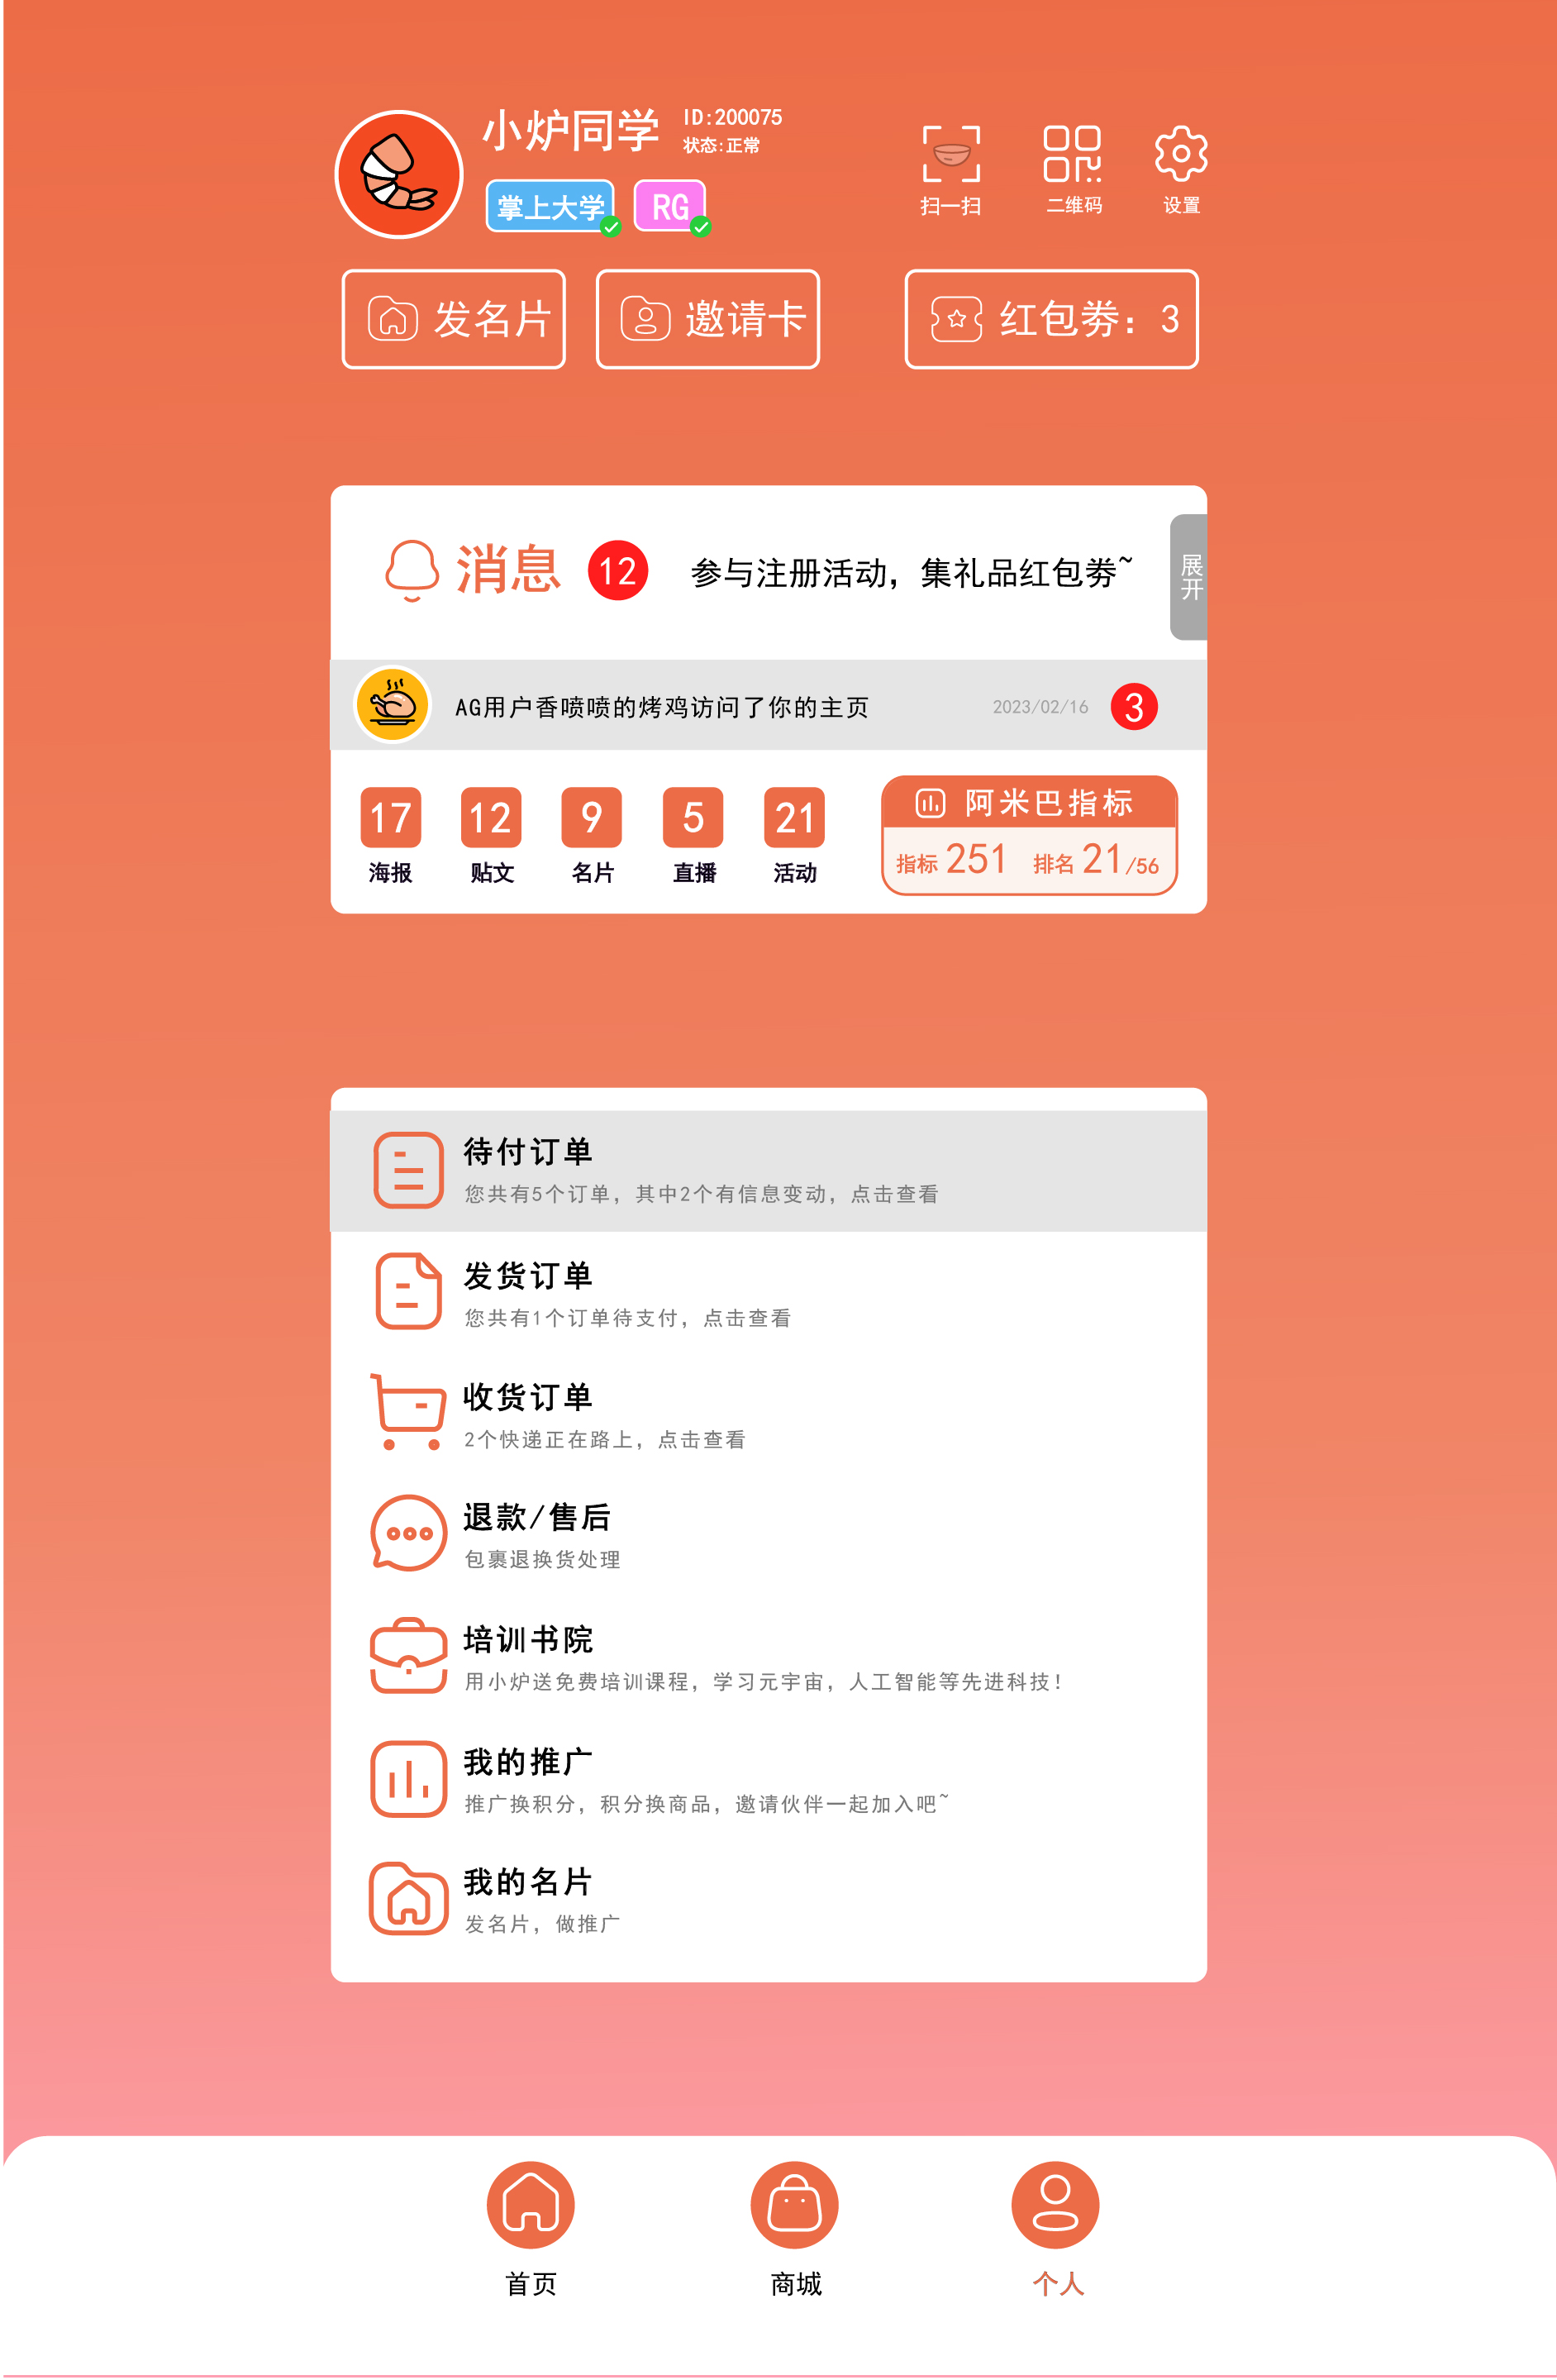 小炉同学
ID:200075
状态:正常
掌上大学
RG
扫一扫
二维码
设置
发名片
邀请卡
红包劵：3
消息
12
参与注册活动，集礼品红包劵~
展开
AG用户香喷喷的烤鸡访问了你的主页
2023/02/16
3
17
12
9
5
21
海报
贴文
名片
直播
活动
阿米巴指标
指标 251
排名 21/56
待付订单
您共有5个订单，其中2个有信息变动，点击查看
发货订单
您共有1个订单待支付，点击查看
收货订单
2个快递正在路上，点击查看
退款/售后
包裹退换货处理
培训书院
用小炉送免费培训课程，学习元宇宙，人工智能等先进科技！
我的推广
推广换积分，积分换商品，邀请伙伴一起加入吧~
我的名片
发名片，做推广
首页
商城
个人